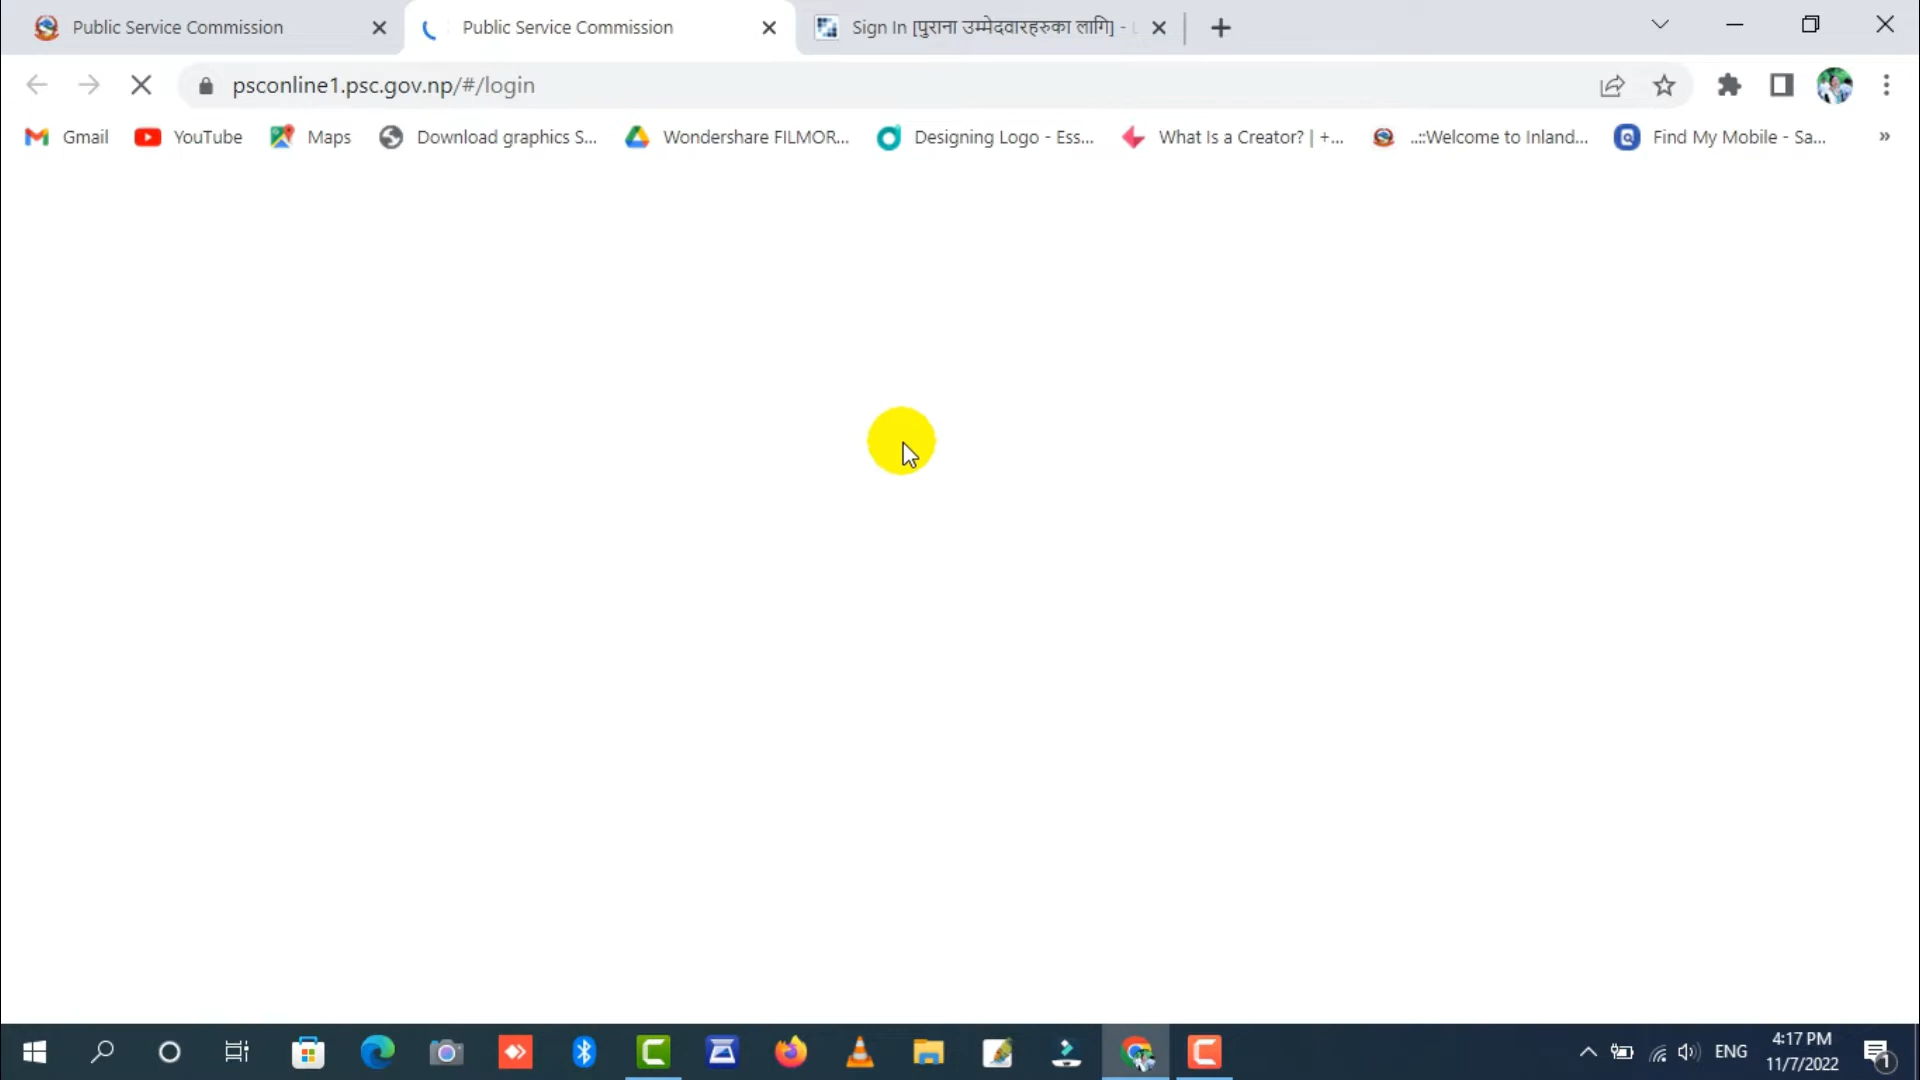 Public Service Commission
Public Service Commission
Sign In [पुराना उम्मेदवारहरुका लागि] -
psconline1.psc.gov.np/#/login
Gmail
YouTube
Maps
Download graphics S...
Wondershare FILMOR...
Designing Logo - Ess...
What Is a Creator? | +...
..::Welcome to Inland...
Find My Mobile - Sa...
»
ENG
4:17 PM
11/7/2022
1